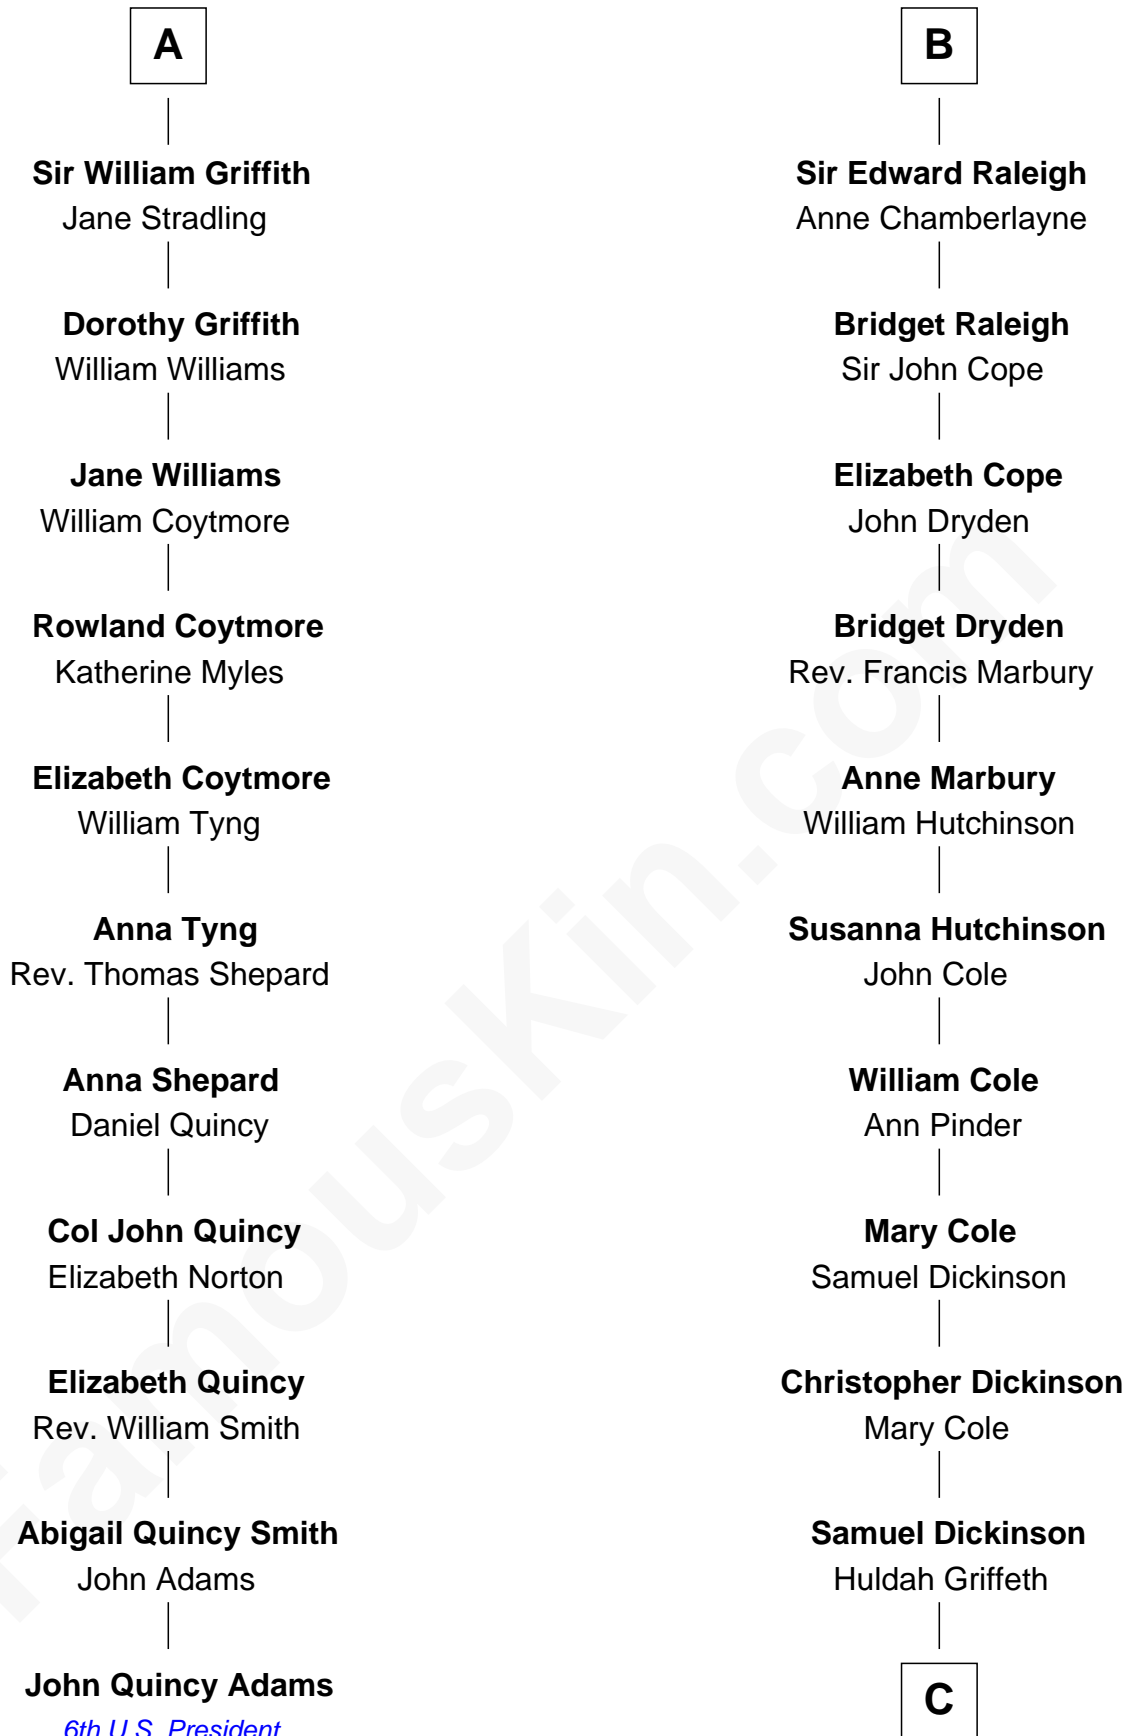 A
Sir William Griffith
Jane Stradling
Dorothy Griffith
William Williams
Jane Williams
William Coytmore
Rowland Coytmore
Katherine Myles
Elizabeth Coytmore
William Tyng
Anna Tyng
Rev. Thomas Shepard
Anna Shepard
Daniel Quincy
Col John Quincy
Elizabeth Norton
Elizabeth Quincy
Rev. William Smith
Abigail Quincy Smith
John Adams
John Quincy Adams
6th U.S. President
B
Sir Edward Raleigh
Anne Chamberlayne
Bridget Raleigh
Sir John Cope
Elizabeth Cope
John Dryden
Bridget Dryden
Rev. Francis Marbury
Anne Marbury
William Hutchinson
Susanna Hutchinson
John Cole
William Cole
Ann Pinder
Mary Cole
Samuel Dickinson
Christopher Dickinson
Mary Cole
Samuel Dickinson
Huldah Griffeth
C
FamousKin.com